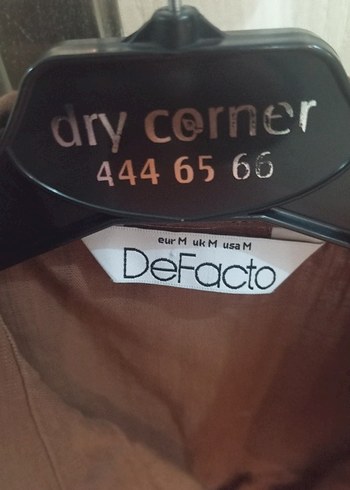 dry corner
444 65 66
eur M uk M usa M
DeFacto